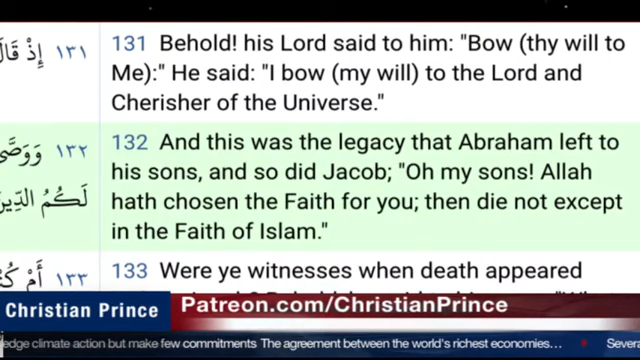 131 Behold! his Lord said to him: "Bow (thy will to
Me):" He said: "I bow (my will) to the Lord and
Cherisher of the Universe."
١٣١ إِذْ
132 And this was the legacy that Abraham left to
his sons, and so did Jacob; "Oh my sons! Allah
hath chosen the Faith for you; then die not except
in the Faith of Islam."
١٣٢ وَوَصَّىٰ
لَكُمُ
133 Were ye witnesses when death appeared
١٣٣ أَمْ
Christian Prince
Patreon.com/ChristianPrince
edge climate action but make few commitments The agreement between the world's richest economies... Severa